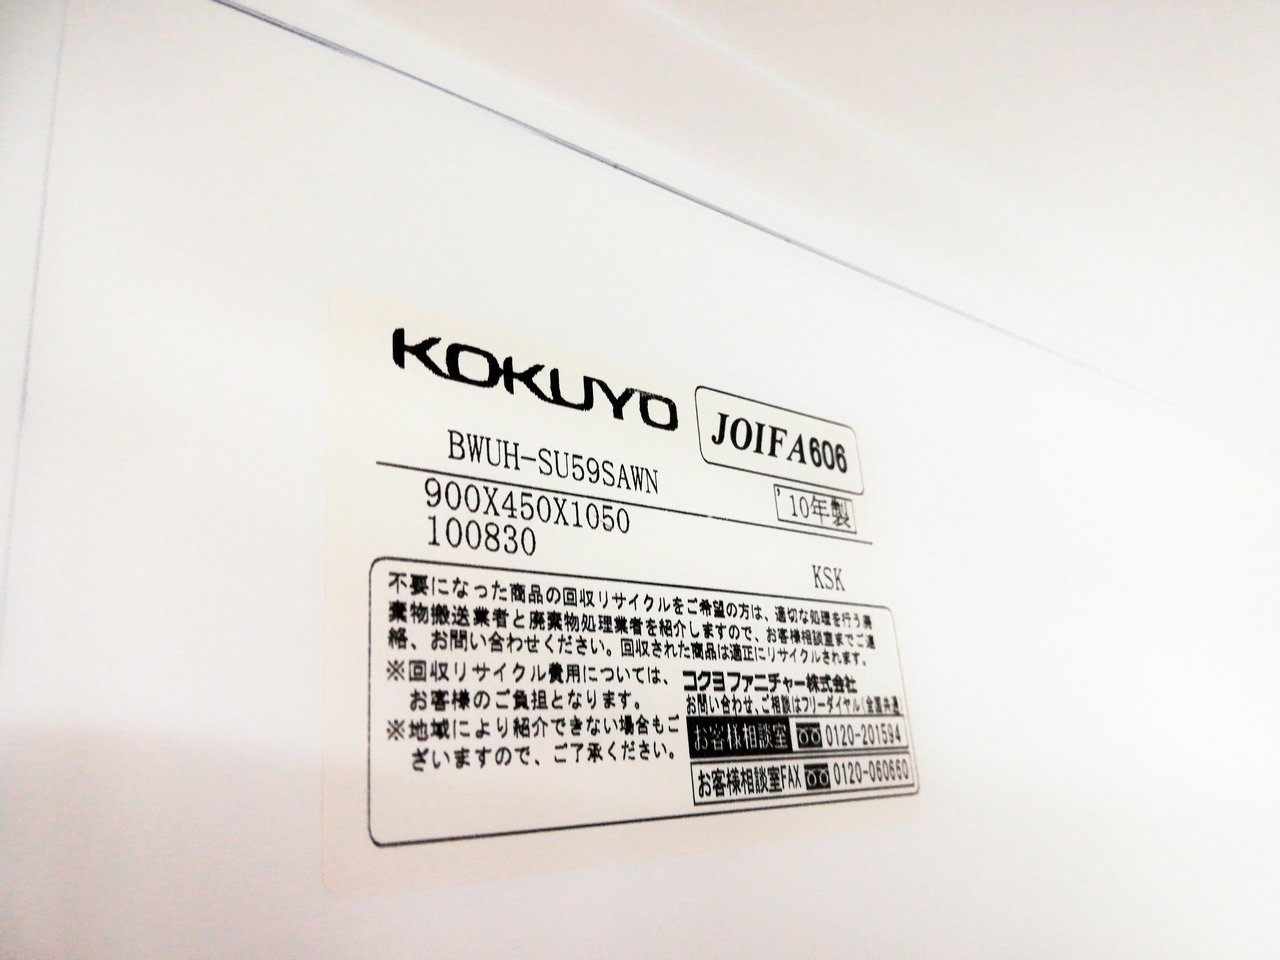 KOKUYO
JOIFA606
BWUH-SU59SAWN
'10年製
900X450X1050
100830
KSK
不要になった商品の回収リサイクルをご希望の方は、適切な処理を行う廃
棄物搬送業者と廃棄物処理業者を紹介しますので、お客様相談室までご連
絡、お問い合わせください。回収された商品は適正にリサイクルされます。
※回収リサイクル費用については、
お客様のご負担となります。
※地域により紹介できない場合もご
ざいますので、ご了承ください。
コクヨファニチャー株式会社
お問い合わせ、ご相談はフリーダイヤル(全国共通)
お客様相談室 0120-201594
お客様相談室FAX 0120-060660